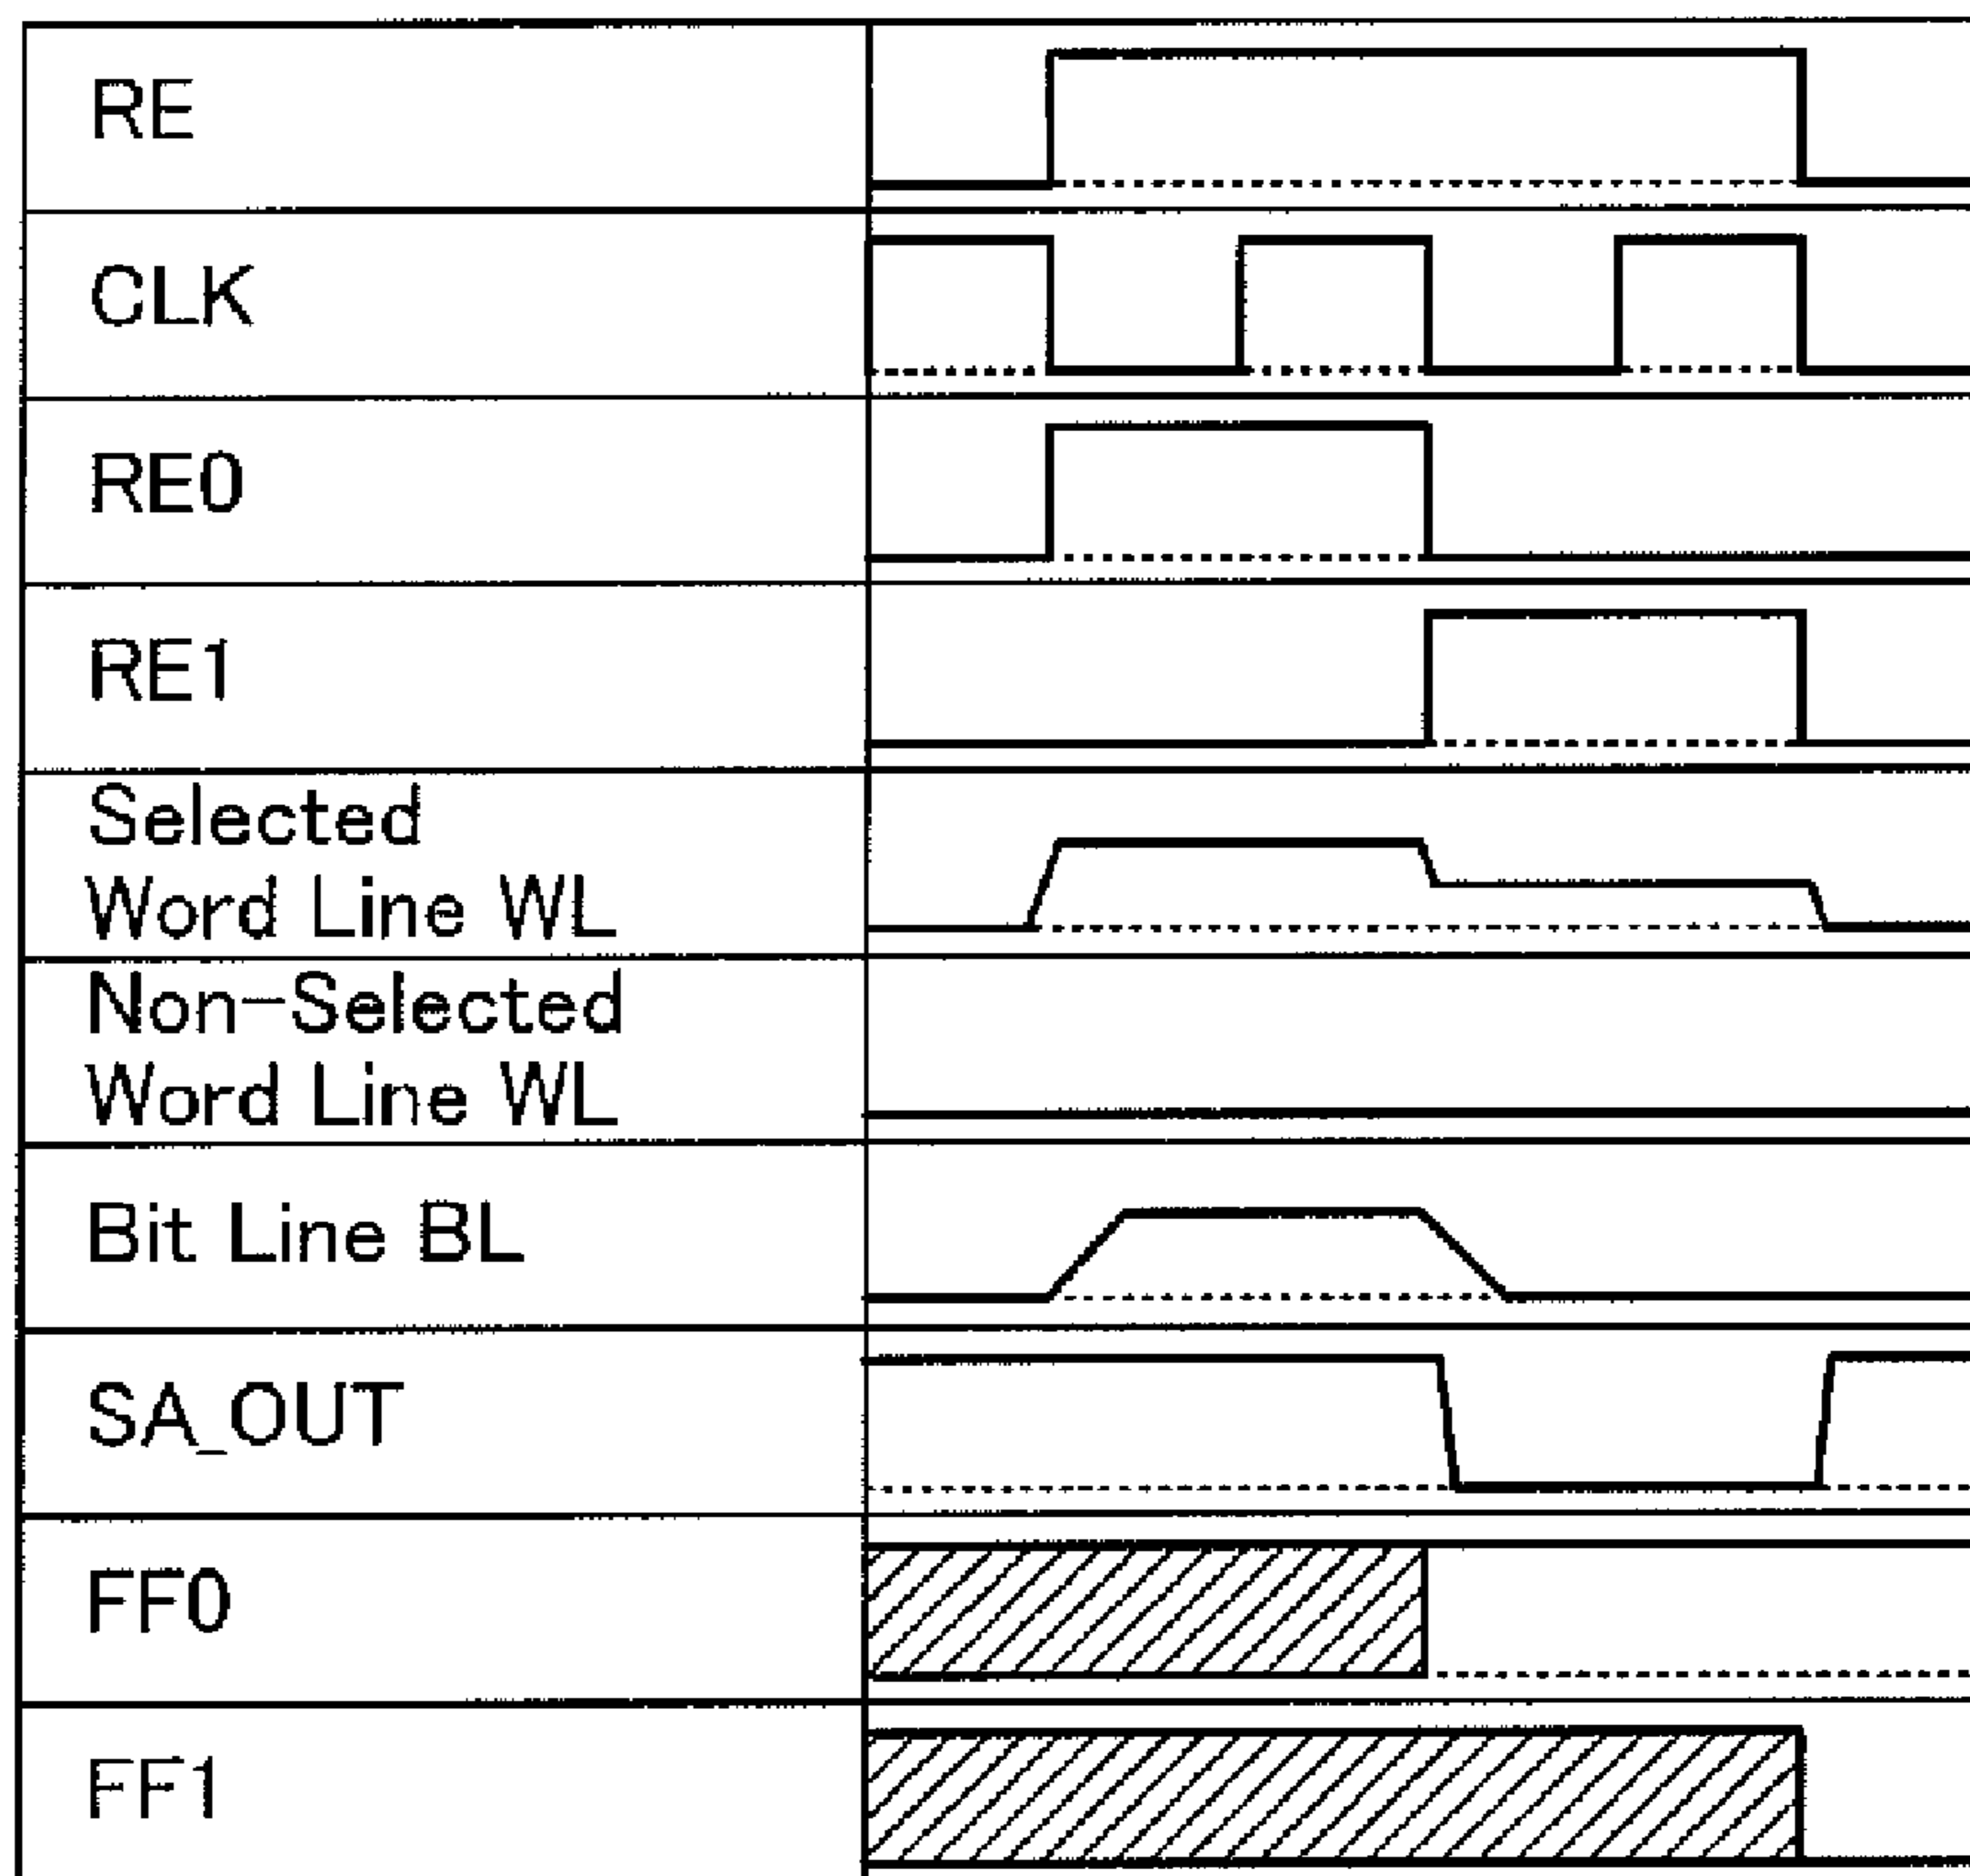 RE
CLK
RE0
RE1
Selected
Word Line WL
Non-Selected
Word Line WL
Bit Line BL
SA_OUT
FF0
FF1